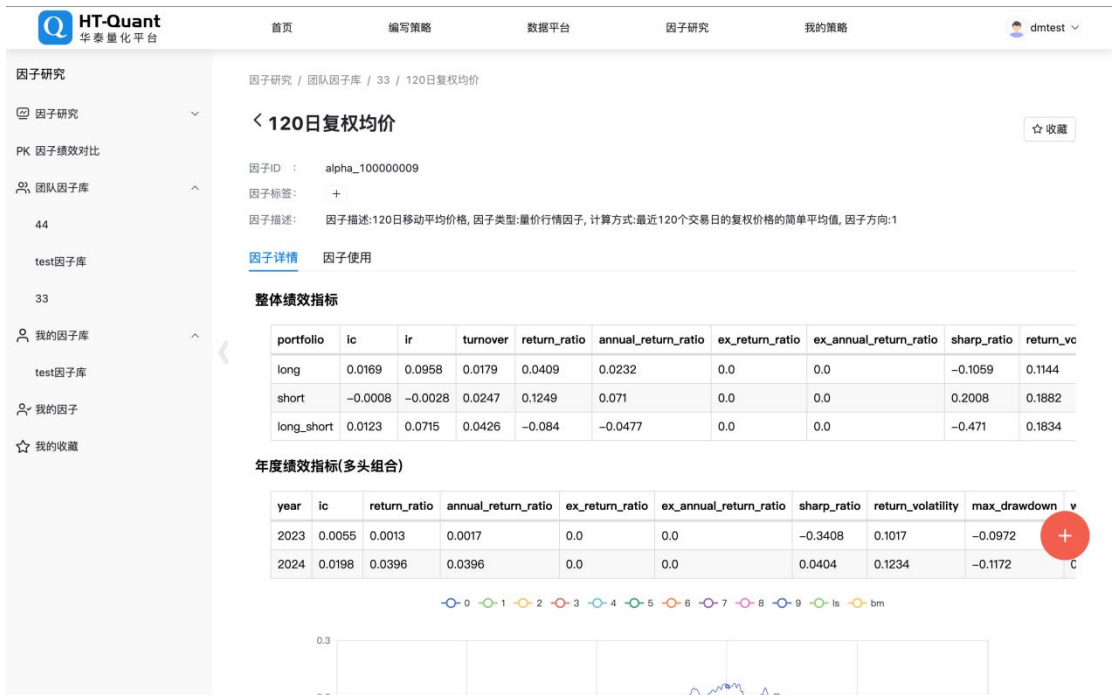 HT-Quant
华泰量化平台
首页 编写策略 数据平台 因子研究 我的策略 dmtest
因子研究
因子研究
PK 因子绩效对比
团队因子库
44
test因子库
33
我的因子库
test因子库
我的因子
我的收藏
因子研究 / 团队因子库 / 33 / 120日复权均价
120日复权均价
收藏
因子ID : alpha_100000009
因子标签: +
因子描述: 因子描述:120日移动平均价格, 因子类型:量价行情因子, 计算方式:最近120个交易日的复权价格的简单平均值, 因子方向:1
因子详情 因子使用
整体绩效指标
portfolio ic ir turnover return_ratio annual_return_ratio ex_return_ratio ex_annual_return_ratio sharp_ratio return_vo
long 0.0169 0.0958 0.0179 0.0409 0.0232 0.0 0.0 −0.1059 0.1144
short −0.0008 −0.0028 0.0247 0.1249 0.071 0.0 0.0 0.2008 0.1882
long_short 0.0123 0.0715 0.0426 −0.084 −0.0477 0.0 0.0 −0.471 0.1834
年度绩效指标(多头组合)
year ic return_ratio annual_return_ratio ex_return_ratio ex_annual_return_ratio sharp_ratio return_volatility max_drawdown
2023 0.0055 0.0013 0.0017 0.0 0.0 −0.3408 0.1017 −0.0972
2024 0.0198 0.0396 0.0396 0.0 0.0 0.0404 0.1234 −0.1172
0 1 2 3 4 5 6 7 8 9 ls bm
0.3